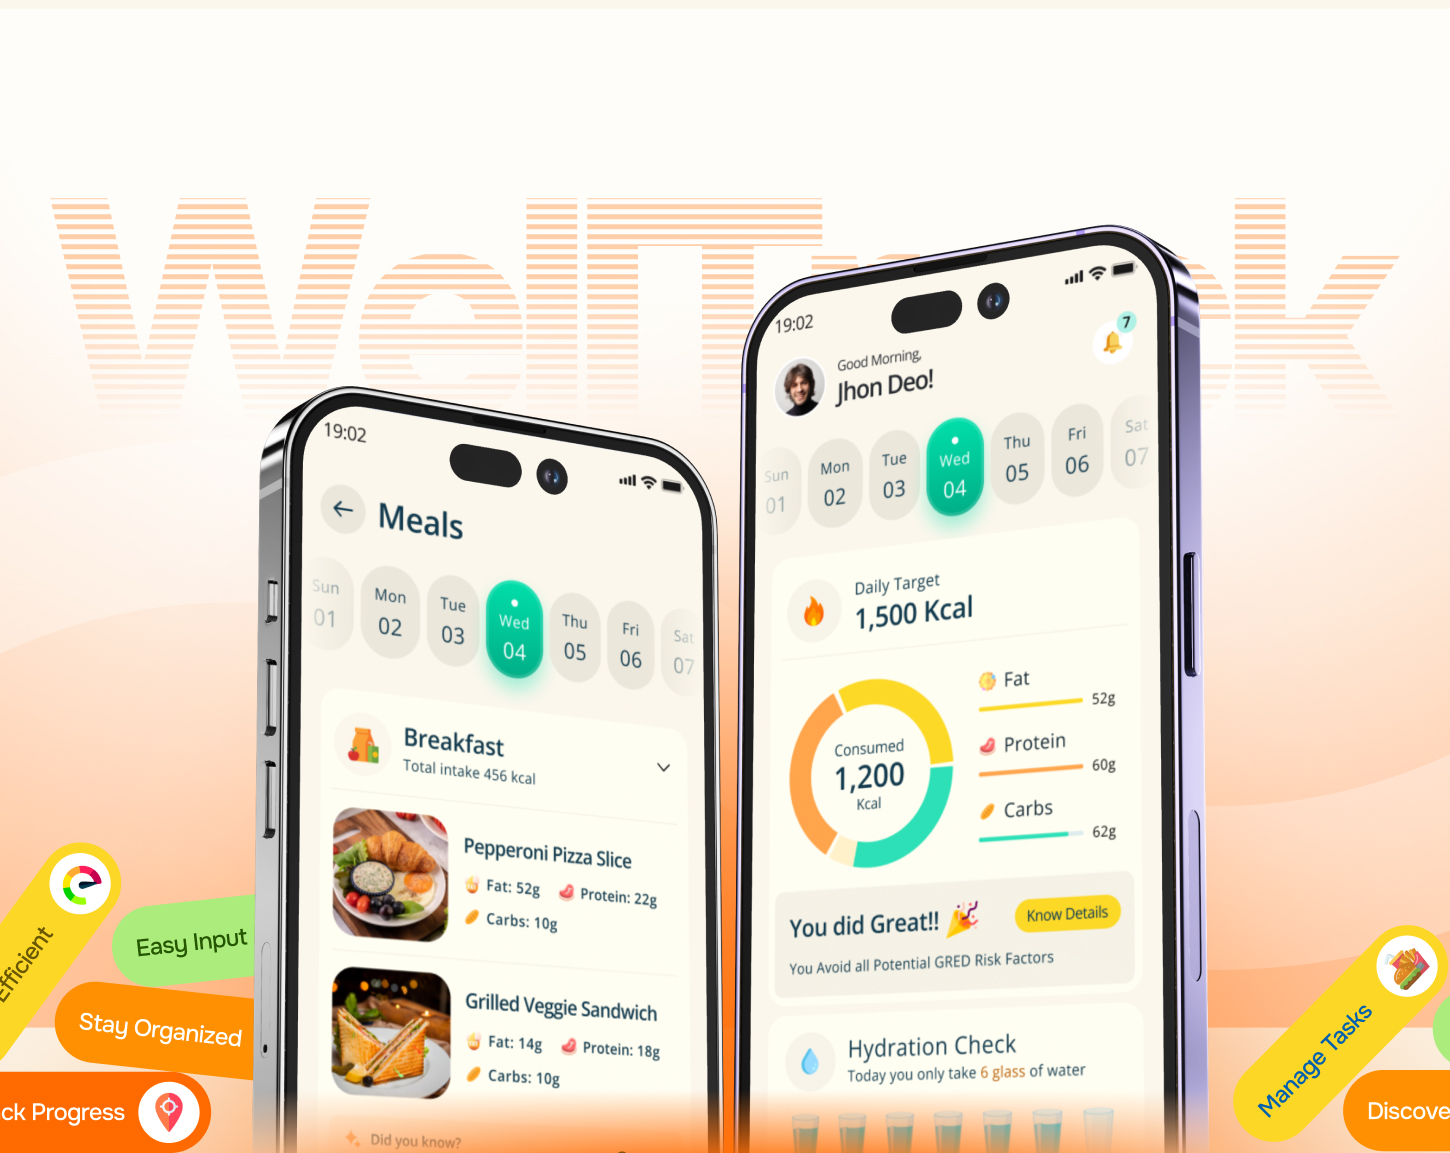 WellTrack
19:02
Meals
Sun
01
Mon
02
Tue
03
Wed
04
Thu
05
Fri
06
Sat
07
Breakfast
Total intake 456 kcal
Pepperoni Pizza Slice
Fat: 52g
Protein: 22g
Carbs: 10g
Grilled Veggie Sandwich
Fat: 14g
Protein: 18g
Carbs: 10g
Did you know?
19:02
7
Good Morning,
Jhon Deo!
Sun
01
Mon
02
Tue
03
Wed
04
Thu
05
Fri
06
Sat
07
Daily Target
1,500 Kcal
Consumed
1,200
Kcal
Fat
52g
Protein
60g
Carbs
62g
You did Great!!
Know Details
You Avoid all Potential GRED Risk Factors
Hydration Check
Today you only take 6 glass of water
Efficient
Easy Input
Stay Organized
ck Progress
Manage Tasks
Discove